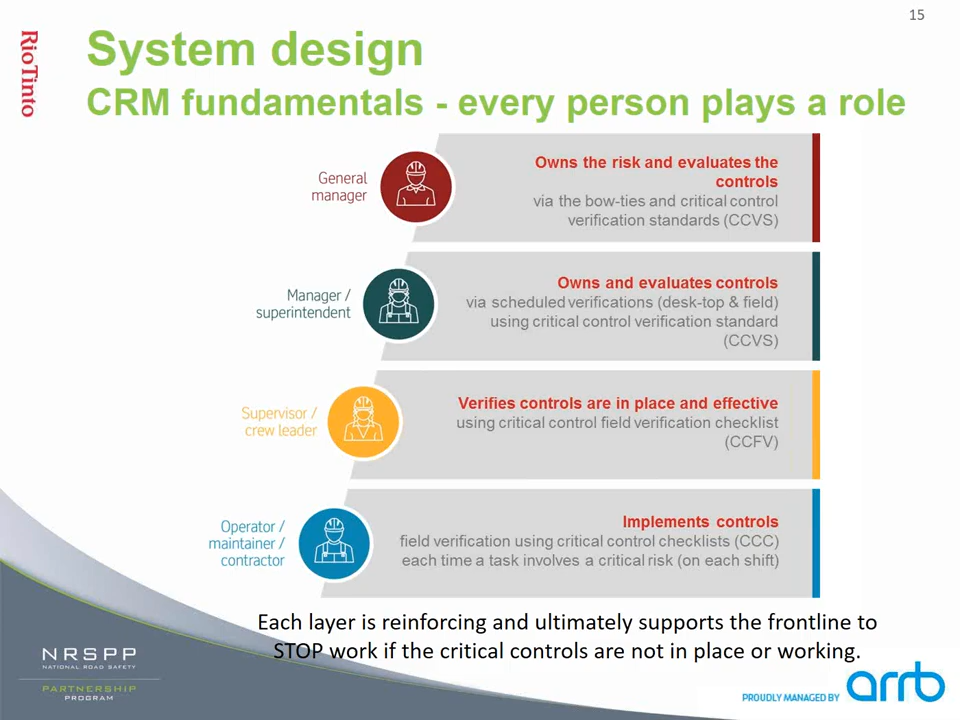 15
RioTinto
System design
CRM fundamentals - every person plays a role
General
manager
Owns the risk and evaluates the
controls
via the bow-ties and critical control
verification standards (CCVS)
Manager /
superintendent
Owns and evaluates controls
via scheduled verifications (desk-top & field)
using critical control verification standard
(CCVS)
Supervisor /
crew leader
Verifies controls are in place and effective
using critical control field verification checklist
(CCFV)
Operator /
maintainer /
contractor
Implements controls
field verification using critical control checklists (CCC)
each time a task involves a critical risk (on each shift)
Each layer is reinforcing and ultimately supports the frontline to
STOP work if the critical controls are not in place or working.
NRSPP
NATIONAL ROAD SAFETY
PARTNERSHIP
PROGRAM
PROUDLY MANAGED BY
arrb